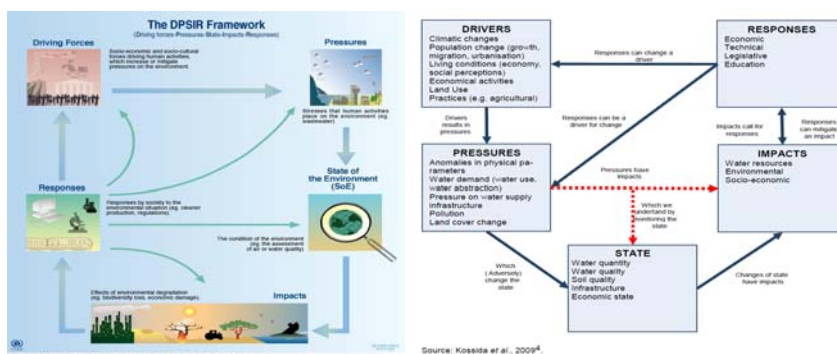 The DPSIR Framework
(Driving forces-Pressures-State-Impacts-Responses)
Driving Forces
Socio-economic and socio-cultural
forces driving human activities,
which increase or mitigate
pressures on the environment.
Pressures
Stresses that human activities
place on the environment (eg.
wastewater)
State
of the
Environment
(SoE)
Responses
Responses by society to the
environmental situation (eg. cleaner
production, regulations).
The condition of the environment
(eg. the assessment
of air or water quality)
Effects of environmental degradation
(eg. biodiversity loss, economic damage).
Impacts
DRIVERS
Climatic changes
Population change (growth,
migration, urbanisation)
Living conditions (economy,
social perceptions)
Economical activities
Land Use
Practices (e.g. agricultural)
RESPONSES
Economic
Technical
Legislative
Education
Responses can change a
driver
Drivers
results in
pressures
Responses can be a
driver for change
Impacts call for
responses
Responses
can mitigate
an impact
PRESSURES
Anomalies in physical pa-
rameters
Water demand (water use,
water abstraction)
Pressure on water supply
infrastructure
Pollution
Land cover change
Pressures have
impacts
IMPACTS
Water resources
Environmental
Socio-economic
Which we
undertand by
monitoring the
state
STATE
Water quantity
Water quality
Soil quality
Infrastructure
Economic state
Which
(Adversely)
change the
state
Changes of state
have impacts
Source: Kossida et al., 2009⁴.